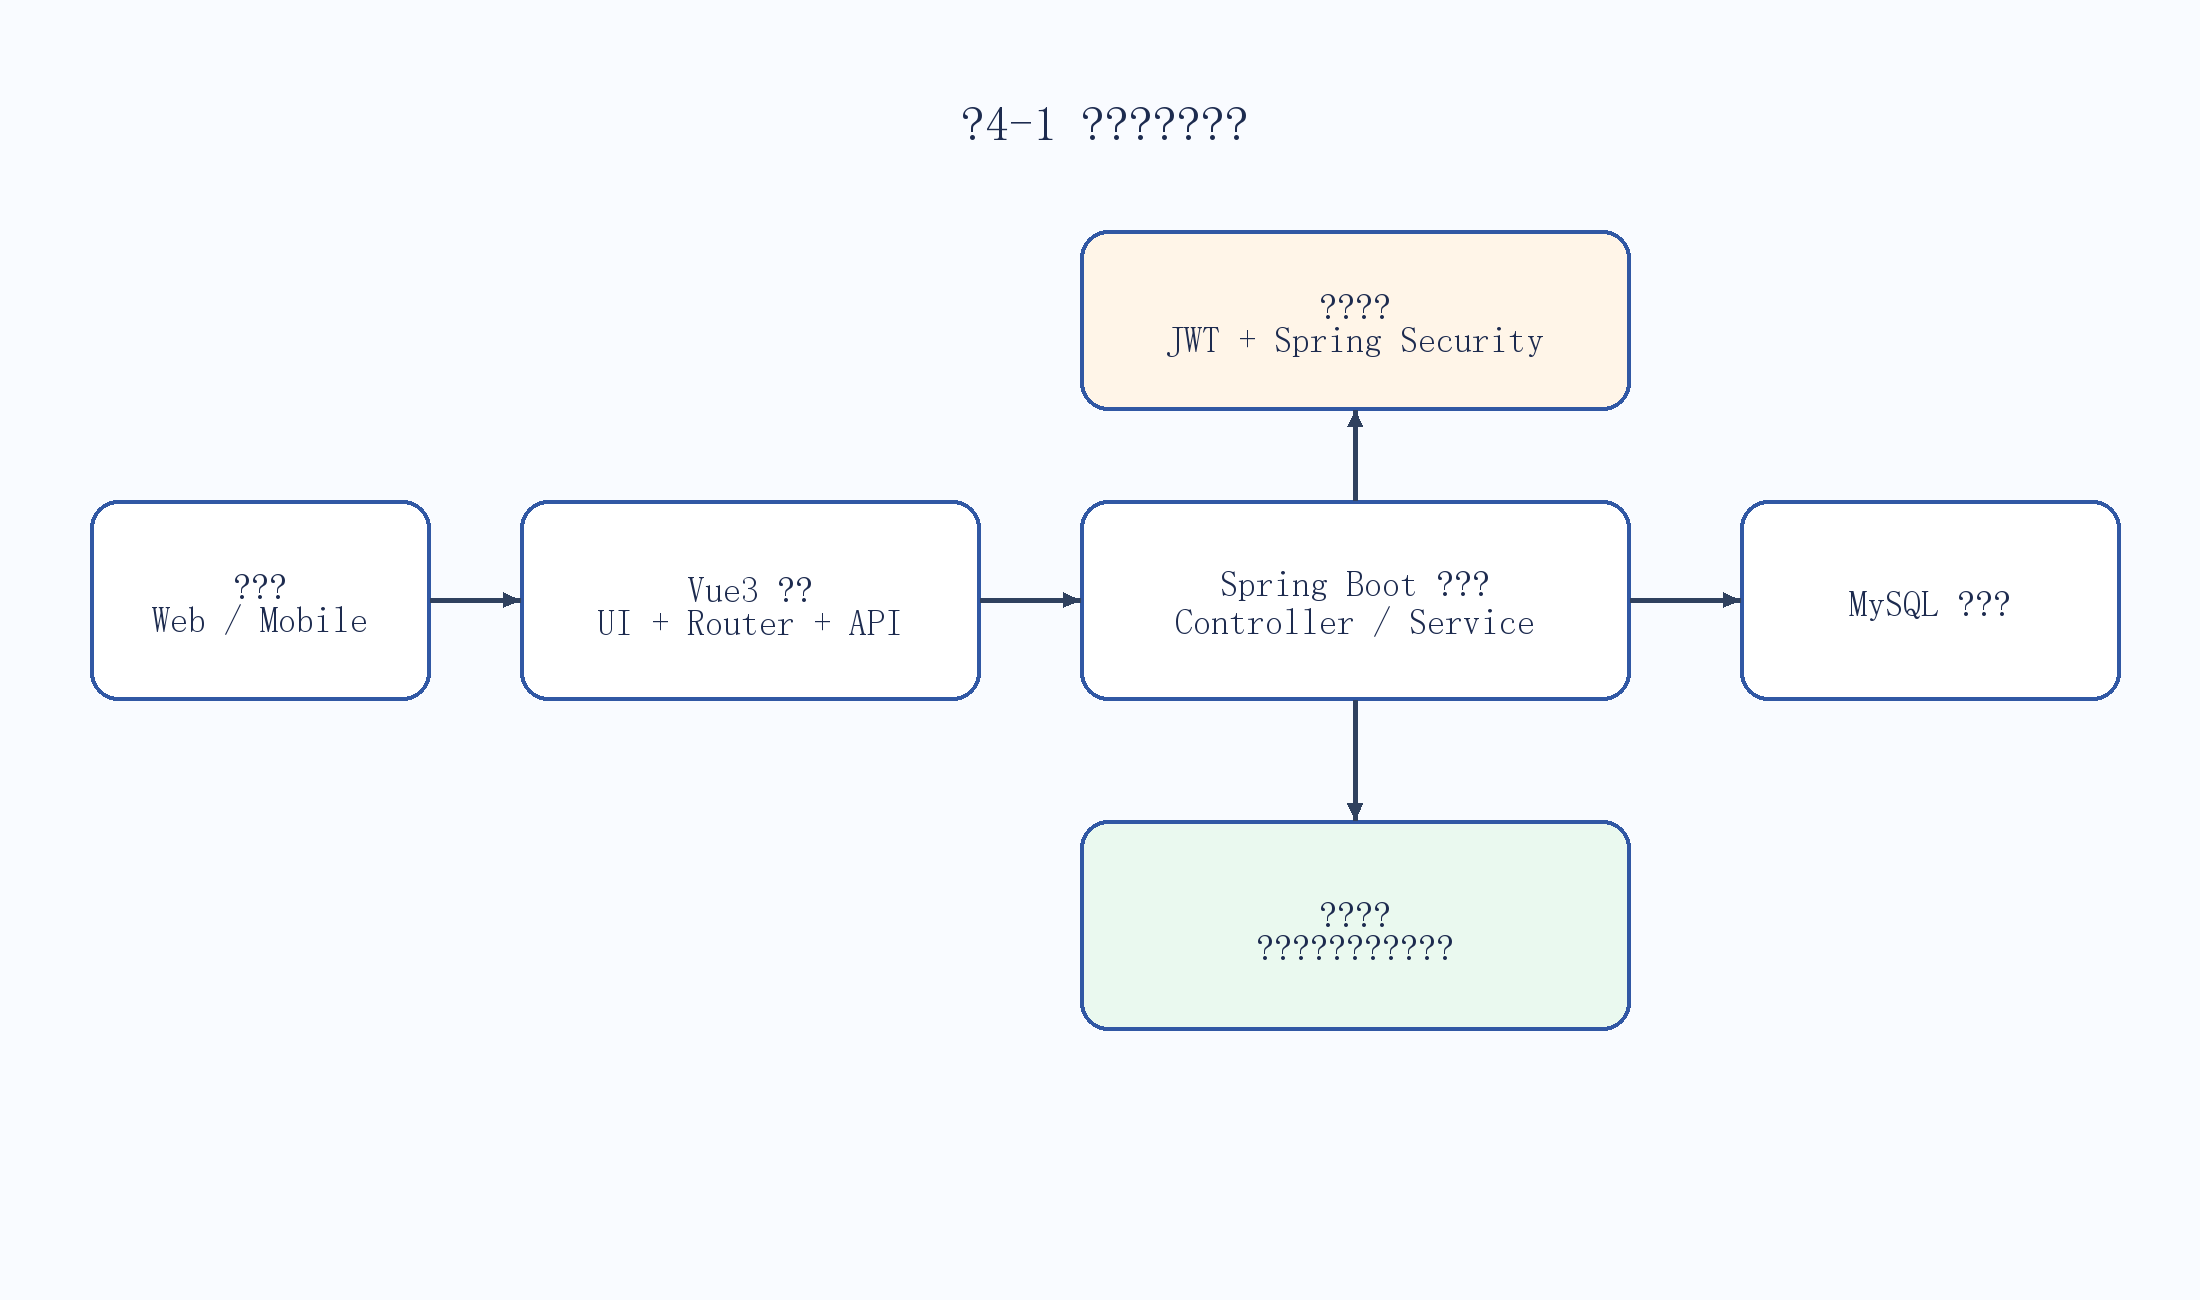 ?4-1 ???????
????
JWT + Spring Security
???
Web / Mobile
Vue3 ??
UI + Router + API
Spring Boot ???
Controller / Service
MySQL ???
????
???????????